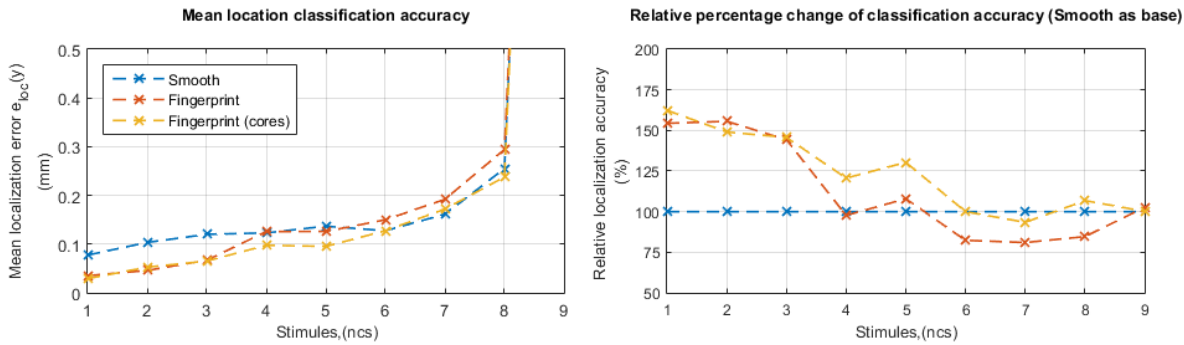 Mean location classification accuracy
0.5
0.4
0.3
0.2
0.1
0
Mean localization error e_loc(y)
(mm)
Smooth
Fingerprint
Fingerprint (cores)
1 2 3 4 5 6 7 8 9
Stimules,(ncs)
Relative percentage change of classification accuracy (Smooth as base)
200
175
150
125
100
75
50
Relative localization accuracy
(%)
1 2 3 4 5 6 7 8 9
Stimules,(ncs)